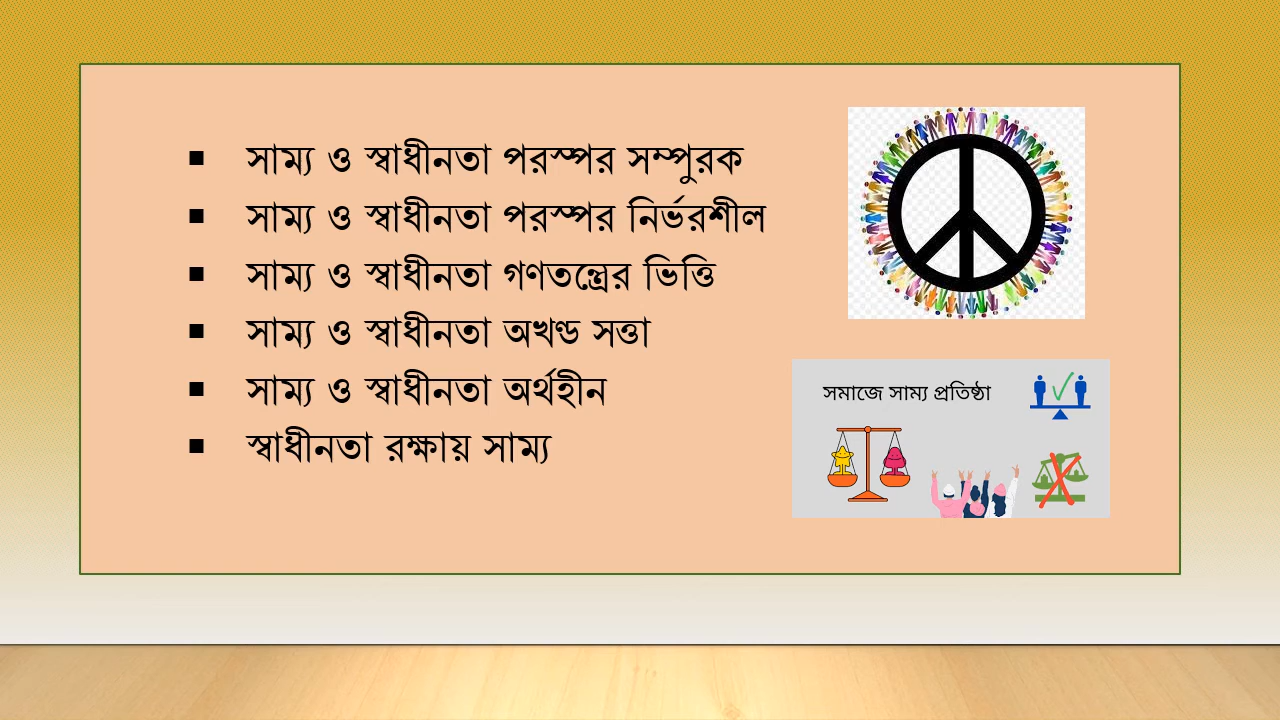 ▪ সাম্য ও স্বাধীনতা পরস্পর সম্পুরক
▪ সাম্য ও স্বাধীনতা পরস্পর নির্ভরশীল
▪ সাম্য ও স্বাধীনতা গণতন্ত্রের ভিত্তি
▪ সাম্য ও স্বাধীনতা অখণ্ড সত্তা
▪ সাম্য ও স্বাধীনতা অর্থহীন
▪ স্বাধীনতা রক্ষায় সাম্য
সমাজে সাম্য প্রতিষ্ঠা